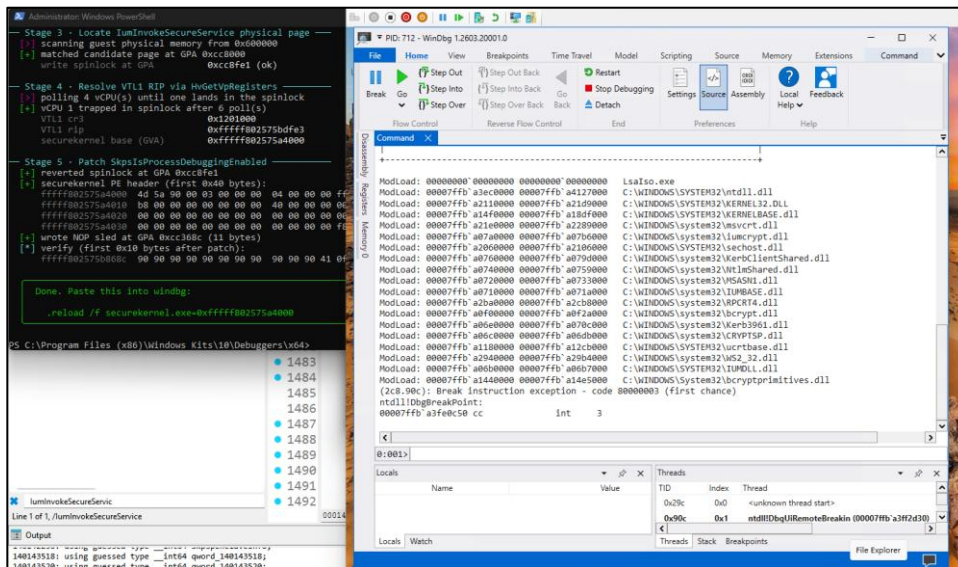 Administrator: Windows PowerShell
Stage 3 - Locate IumInvokeSecureService physical page
[>] scanning guest physical memory from 0x600000
[+] matched candidate page at GPA 0xcc8000
write spinlock at GPA 0xcc8fe1 (ok)
Stage 4 - Resolve VTL1 RIP via HvGetVpRegisters
[>] polling 4 vCPU(s) until one lands in the spinlock
[+] vCPU 1 trapped in spinlock after 6 poll(s)
VTL1 cr3 0x1201000
VTL1 rip 0xfffff802575bdfe3
securekernel base (GVA) 0xfffff802575a4000
Stage 5 - Patch SkpsIsProcessDebuggingEnabled
[+] reverted spinlock at GPA 0xcc8fe1
[+] securekernel PE header (first 0x40 bytes):
fffff802575a4000 4d 5a 90 00 03 00 00 00 04 00 00 00 ff
fffff802575a4010 b8 00 00 00 00 00 00 00 40 00 00 00 00
fffff802575a4020 00 00 00 00 00 00 00 00 00 00 00 00 00
fffff802575a4030 00 00 00 00 00 00 00 00 00 00 00 00
[+] wrote NOP sled at GPA 0xcc368c (11 bytes)
[*] verify (first 0x10 bytes after patch):
fffff802575b868c 90 90 90 90 90 90 90 90 90 90 90 41
Done. Paste this into windbg:
.reload /f securekernel.exe=0xfffff802575a4000
PS C:\Program Files (x86)\Windows Kits\10\Debuggers\x64>
1483
1484
1485
1486
1487
1488
1489
1490
1491
1492
IumInvokeSecureServic
Line 1 of 1, /IumInvokeSecureService
00014
Output
140143518: using guessed type __int64 qword_140143518;
140143520: using guessed type __int64 qword_140143520;
PID: 712 - WinDbg 1.2603.20001.0
File Home View Breakpoints Time Travel Model Scripting Source Memory Extensions Command
Break
Go
Step Out
Step Into
Step Over
Step Out Back
Step Into Back
Step Over Back
Go Back
Restart
Stop Debugging
Detach
Settings
Source
Assembly
Local Help
Feedback
Flow Control
Reverse Flow Control
End
Preferences
Help
Disassembly
Registers
Memory 0
Command
ModLoad: 00000000`00000000 00000000`00000000 LsaIso.exe
ModLoad: 00007ffb`a3ec0000 00007ffb`a4127000 C:\WINDOWS\SYSTEM32\ntdll.dll
ModLoad: 00007ffb`a2110000 00007ffb`a21d9000 C:\WINDOWS\SYSTEM32\KERNEL32.DLL
ModLoad: 00007ffb`a14f0000 00007ffb`a18df000 C:\WINDOWS\SYSTEM32\KERNELBASE.dll
ModLoad: 00007ffb`a21e0000 00007ffb`a2289000 C:\WINDOWS\system32\msvcrt.dll
ModLoad: 00007ffb`a07a0000 00007ffb`a07b6000 C:\WINDOWS\system32\iumcrypt.dll
ModLoad: 00007ffb`a2060000 00007ffb`a2106000 C:\WINDOWS\system32\sechost.dll
ModLoad: 00007ffb`a0760000 00007ffb`a079d000 C:\WINDOWS\system32\KerbClientShared.dll
ModLoad: 00007ffb`a0740000 00007ffb`a0759000 C:\WINDOWS\system32\NtlmShared.dll
ModLoad: 00007ffb`a0720000 00007ffb`a0733000 C:\WINDOWS\System32\MSASN1.dll
ModLoad: 00007ffb`a0710000 00007ffb`a071a000 C:\WINDOWS\system32\IUMBASE.dll
ModLoad: 00007ffb`a2ba0000 00007ffb`a2cb8000 C:\WINDOWS\system32\RPCRT4.dll
ModLoad: 00007ffb`a0f00000 00007ffb`a0f2a000 C:\WINDOWS\system32\bcrypt.dll
ModLoad: 00007ffb`a06e0000 00007ffb`a070c000 C:\WINDOWS\System32\Kerb3961.dll
ModLoad: 00007ffb`a06c0000 00007ffb`a06db000 C:\WINDOWS\System32\CRYPTSP.dll
ModLoad: 00007ffb`a1180000 00007ffb`a12cb000 C:\WINDOWS\System32\ucrtbase.dll
ModLoad: 00007ffb`a2940000 00007ffb`a29b4000 C:\WINDOWS\system32\WS2_32.dll
ModLoad: 00007ffb`a06b0000 00007ffb`a06b7000 C:\WINDOWS\System32\IUMDLL.dll
ModLoad: 00007ffb`a1440000 00007ffb`a14e5000 C:\WINDOWS\System32\bcryptprimitives.dll
(2c8.90c): Break instruction exception - code 80000003 (first chance)
ntdll!DbgBreakPoint:
00007ffb`a3fe0c50 cc int 3
0:001>
Locals
Name Value
Locals Watch
Threads
TID Index Thread
0x29c 0x0 <unknown thread start>
0x90c 0x1 ntdll!DbgUiRemoteBreakin (00007ffb`a3ff2d30)
Threads Stack Breakpoints
File Explorer